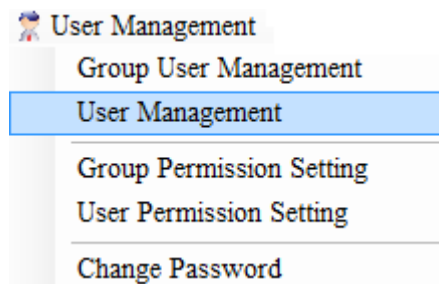 User Management
Group User Management
User Management
Group Permission Setting
User Permission Setting
Change Password